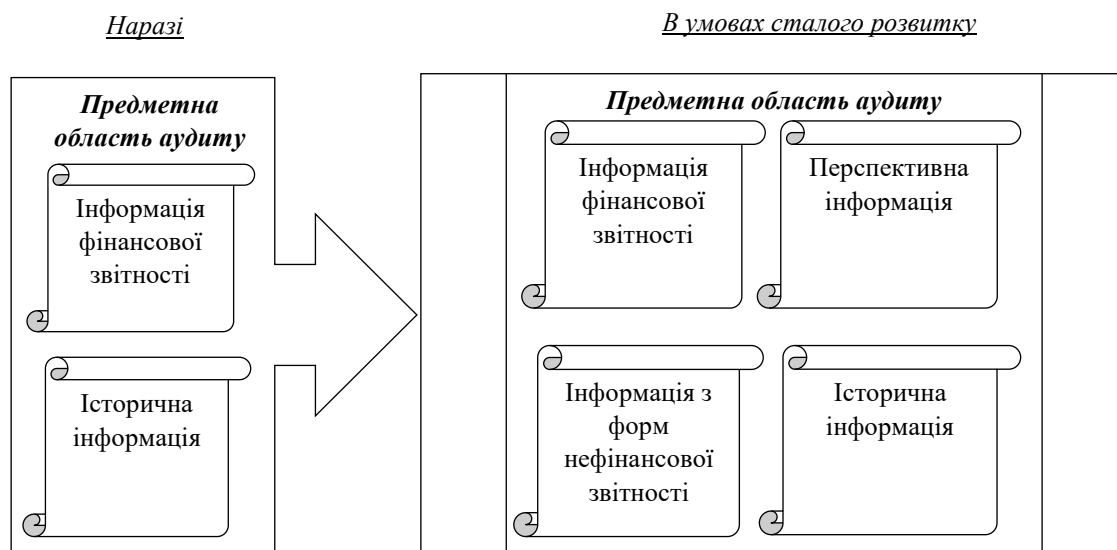 Наразі
В умовах сталого розвитку
Предметна
область аудиту
Інформація
фінансової
звітності
Історична
інформація
Предметна область аудиту
Інформація
фінансової
звітності
Перспективна
інформація
Інформація з
форм
нефінансової
звітності
Історична
інформація